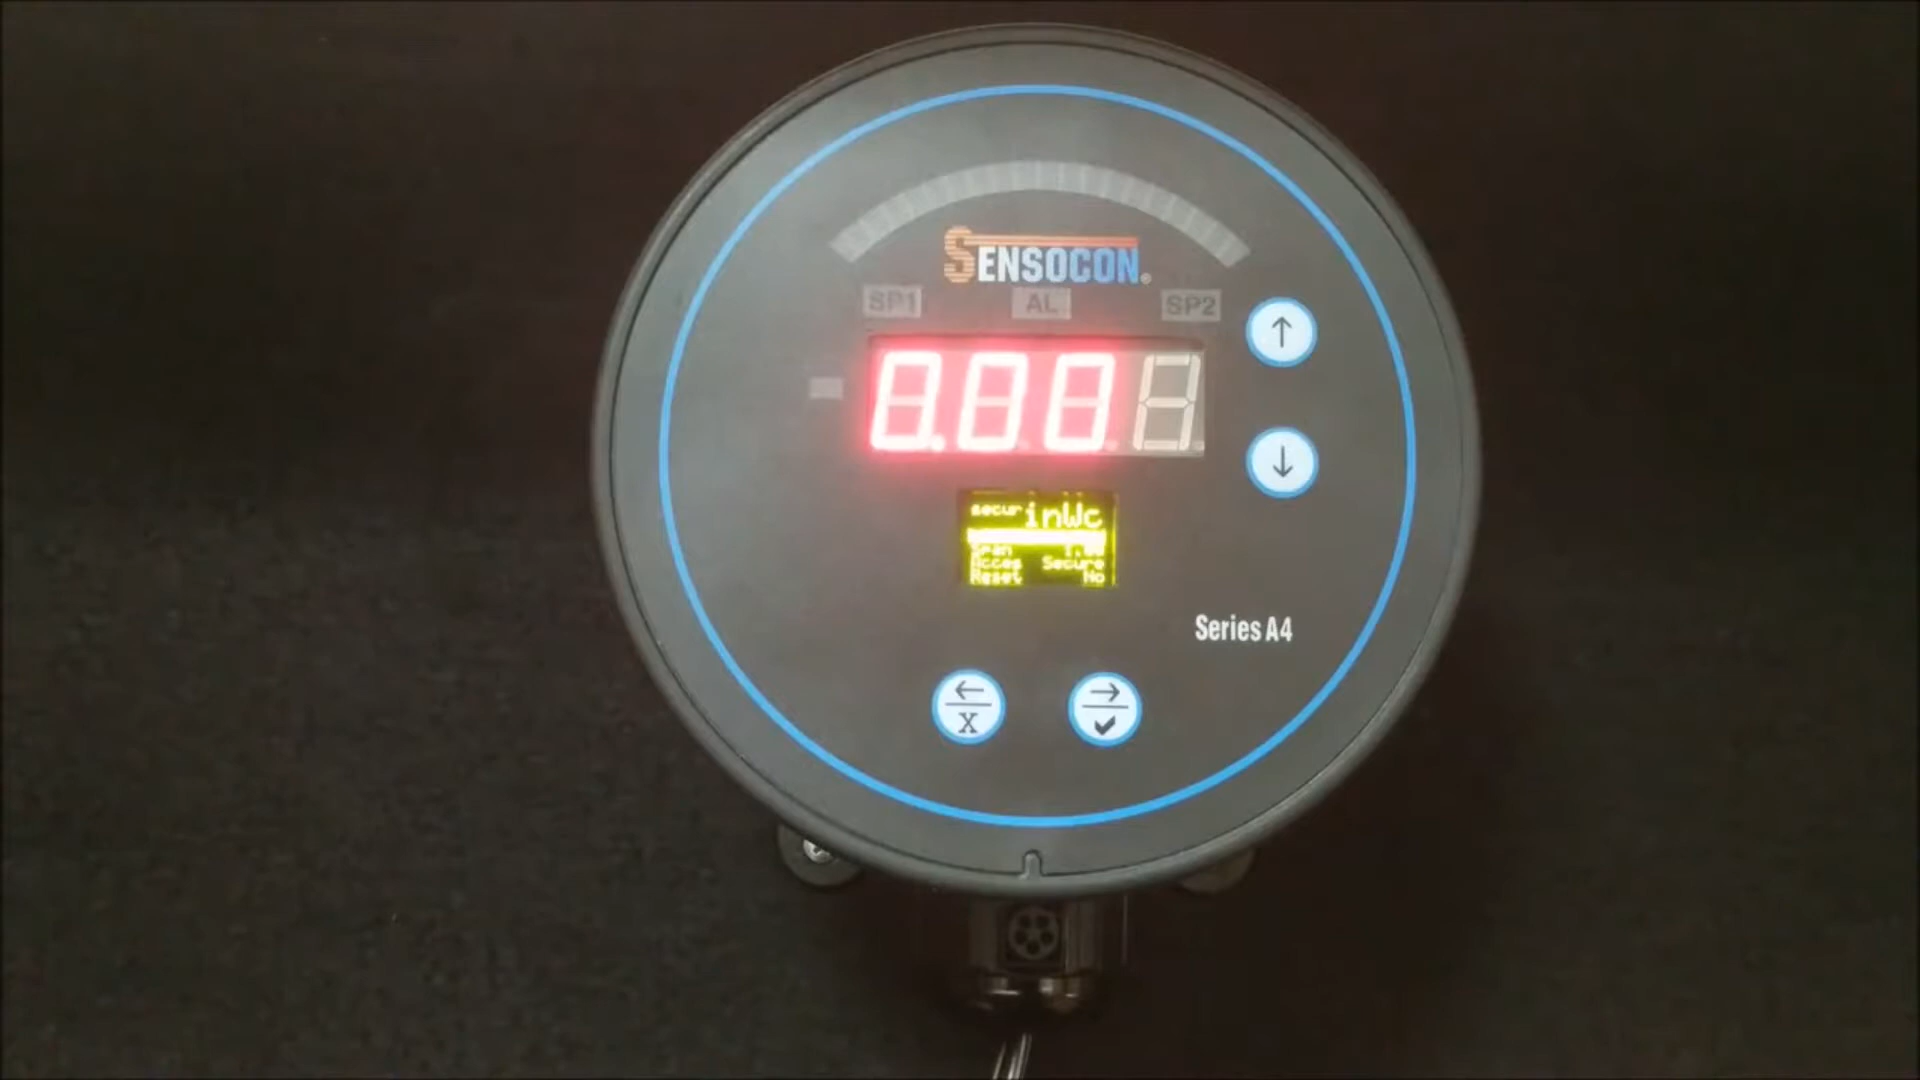 SENSOCON®
SP1 AL SP2
↑
0.00
↓
secur inWc
Span
Acces Secure
Reset No
Series A4
← →
X ✓